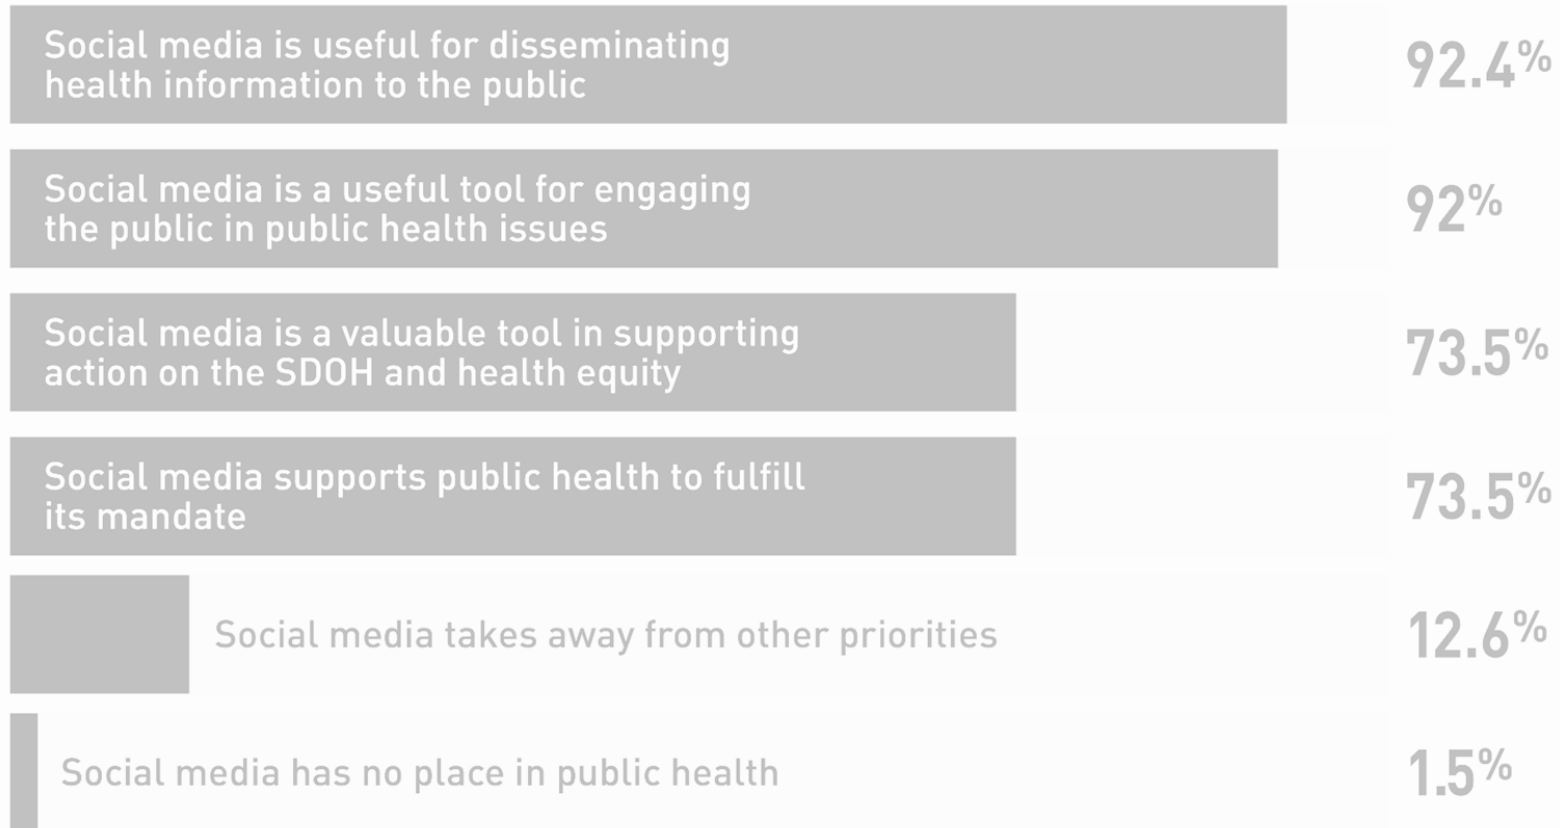 Social media is useful for disseminating
health information to the public
92.4%
Social media is a useful tool for engaging
the public in public health issues
92%
Social media is a valuable tool in supporting
action on the SDOH and health equity
73.5%
Social media supports public health to fulfill
its mandate
73.5%
Social media takes away from other priorities
12.6%
Social media has no place in public health
1.5%